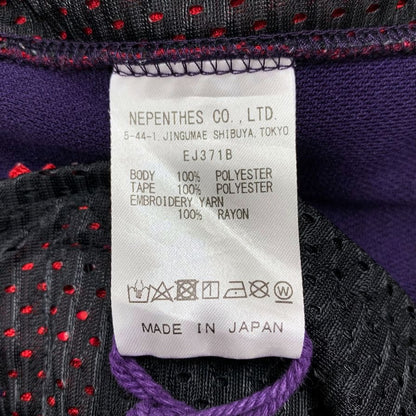 NEPENTHES CO., LTD.
5-44-1, JINGUMAE SHIBUYA, TOKYO
EJ371B
BODY 100% POLYESTER
TAPE 100% POLYESTER
EMBROIDERY YARN
100% RAYON
W
MADE IN JAPAN